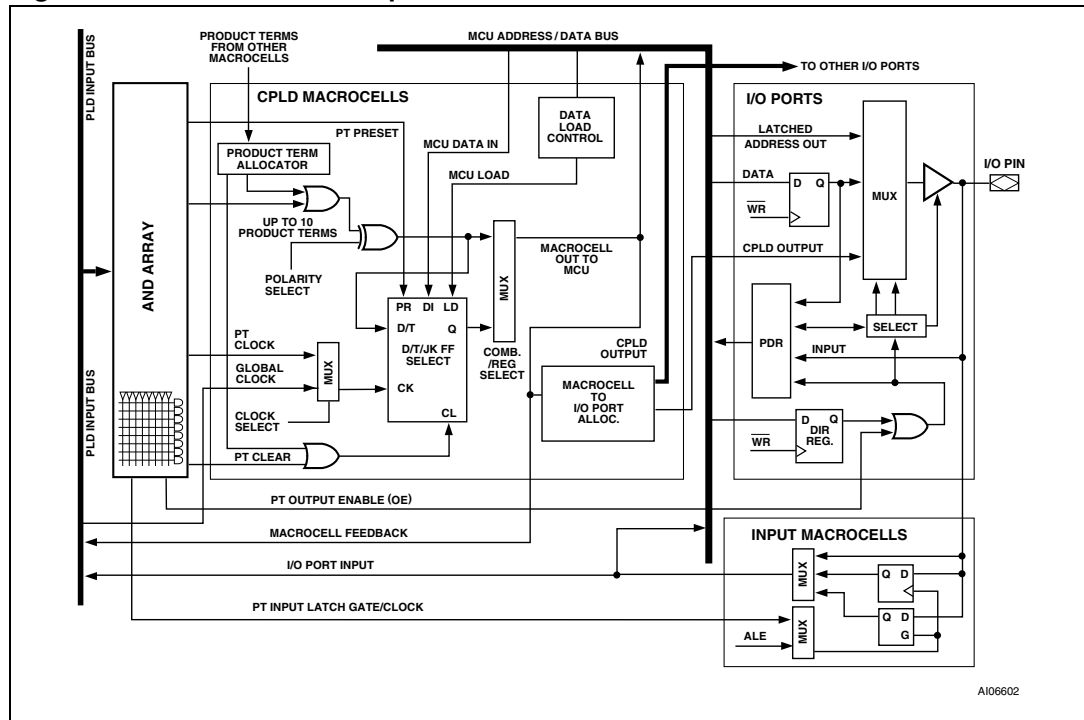 PRODUCT TERMS
FROM OTHER
MACROCELLS
MCU ADDRESS / DATA BUS
TO OTHER I/O PORTS
PLD INPUT BUS
PLD INPUT BUS
AND ARRAY
CPLD MACROCELLS
PT PRESET
PRODUCT TERM
ALLOCATOR
MCU DATA IN
MCU LOAD
DATA
LOAD
CONTROL
UP TO 10
PRODUCT TERMS
POLARITY
SELECT
MUX
MACROCELL
OUT TO
MCU
PR DI LD
D/T Q
D/T/JK FF
SELECT
CK
CL
COMB.
/REG
SELECT
PT
CLOCK
GLOBAL
CLOCK
CLOCK
SELECT
MUX
PT CLEAR
CPLD
OUTPUT
MACROCELL
TO
I/O PORT
ALLOC.
I/O PORTS
LATCHED
ADDRESS OUT
DATA
D Q
WR
MUX
I/O PIN
CPLD OUTPUT
SELECT
PDR
INPUT
D Q
DIR
REG.
WR
PT OUTPUT ENABLE (OE)
MACROCELL FEEDBACK
I/O PORT INPUT
PT INPUT LATCH GATE/CLOCK
INPUT MACROCELLS
MUX
Q D
Q D
G
MUX
ALE
AI06602